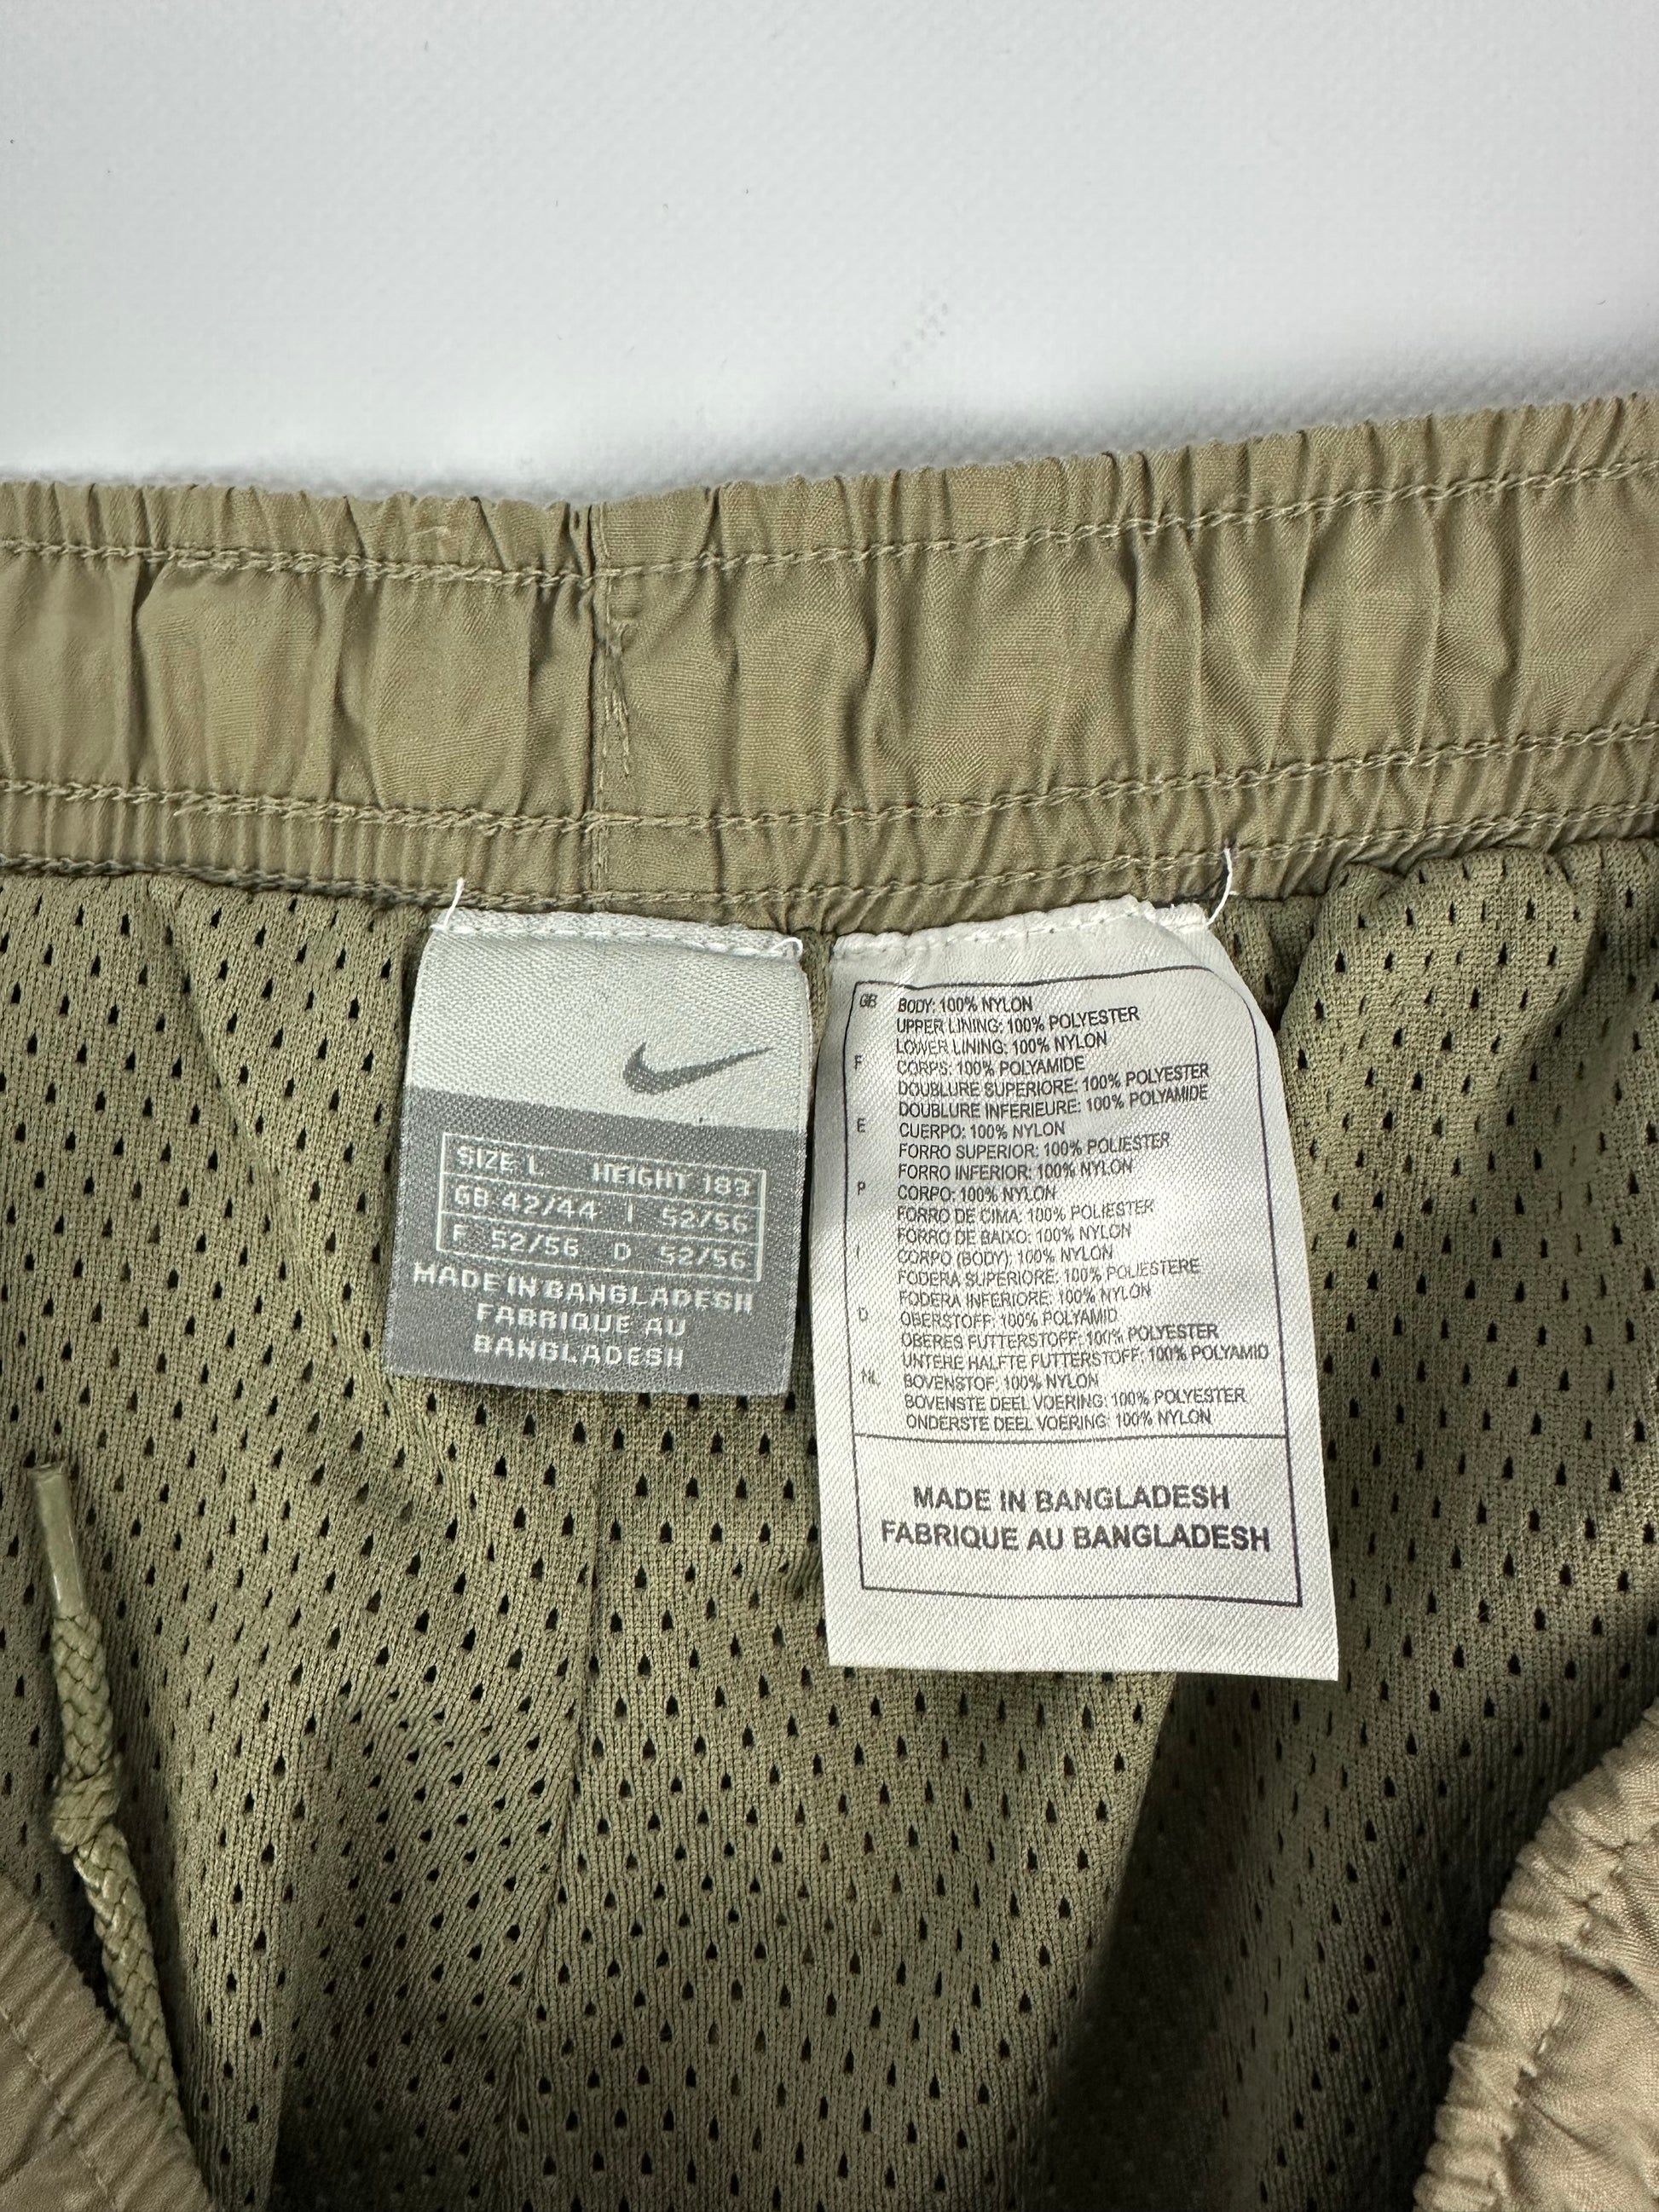 SIZE L HEIGHT 183
GB 42/44 I 52/56
F 52/56 D 52/56
MADE IN BANGLADESH
FABRIQUE AU
BANGLADESH
GB BODY: 100% NYLON
UPPER LINING: 100% POLYESTER
LOWER LINING: 100% NYLON
F CORPS: 100% POLYAMIDE
DOUBLURE SUPERIORE: 100% POLYESTER
DOUBLURE INFERIEURE: 100% POLYAMIDE
E CUERPO: 100% NYLON
FORRO SUPERIOR: 100% POLIESTER
FORRO INFERIOR: 100% NYLON
P CORPO: 100% NYLON
FORRO DE CIMA: 100% POLIESTER
FORRO DE BAIXO: 100% NYLON
I CORPO (BODY): 100% NYLON
FODERA SUPERIORE: 100% POLIESTERE
FODERA INFERIORE: 100% NYLON
D OBERSTOFF: 100% POLYAMID
OBERES FUTTERSTOFF: 100% POLYESTER
UNTERE HALFTE FUTTERSTOFF: 100% POLYAMID
NL BOVENSTOF: 100% NYLON
BOVENSTE DEEL VOERING: 100% POLYESTER
ONDERSTE DEEL VOERING: 100% NYLON
MADE IN BANGLADESH
FABRIQUE AU BANGLADESH